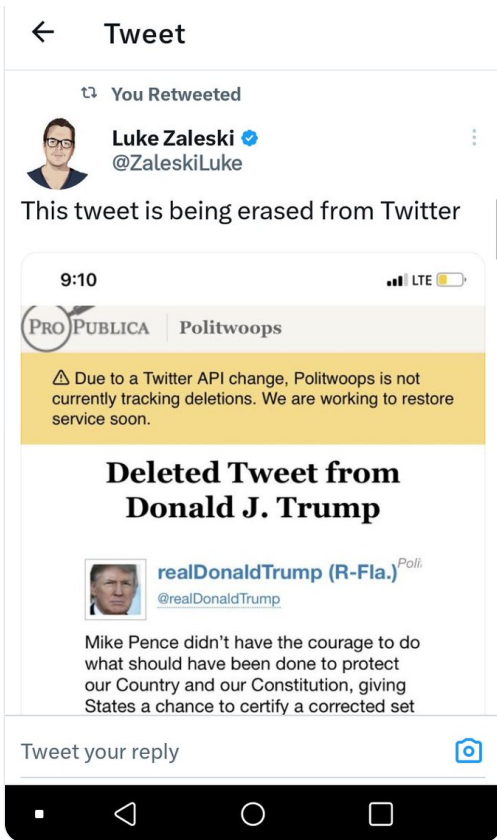 Tweet
You Retweeted
Luke Zaleski
@ZaleskiLuke
This tweet is being erased from Twitter
9:10
LTE
PROPUBLICA Politwoops
Due to a Twitter API change, Politwoops is not
currently tracking deletions. We are working to restore
service soon.
Deleted Tweet from
Donald J. Trump
realDonaldTrump (R-Fla.)
@realDonaldTrump
Mike Pence didn’t have the courage to do
what should have been done to protect
our Country and our Constitution, giving
States a chance to certify a corrected set
Tweet your reply